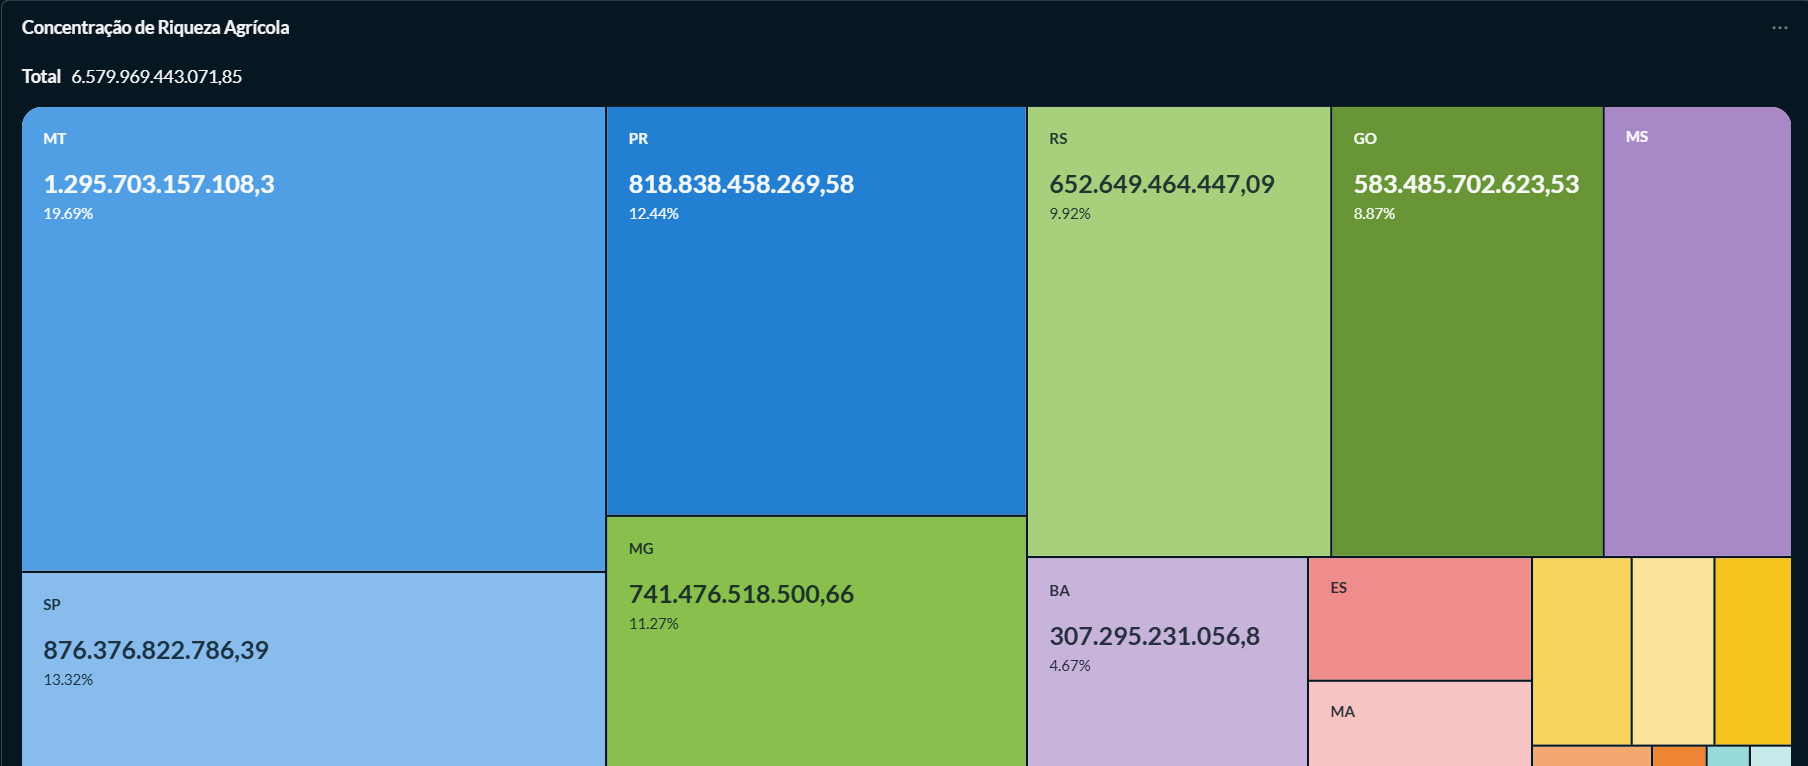 Concentração de Riqueza Agrícola
Total 6.579.969.443.071,85
MT
1.295.703.157.108,3
19.69%
PR
818.838.458.269,58
12.44%
RS
652.649.464.447,09
9.92%
GO
583.485.702.623,53
8.87%
MS
SP
876.376.822.786,39
13.32%
MG
741.476.518.500,66
11.27%
BA
307.295.231.056,8
4.67%
ES
MA